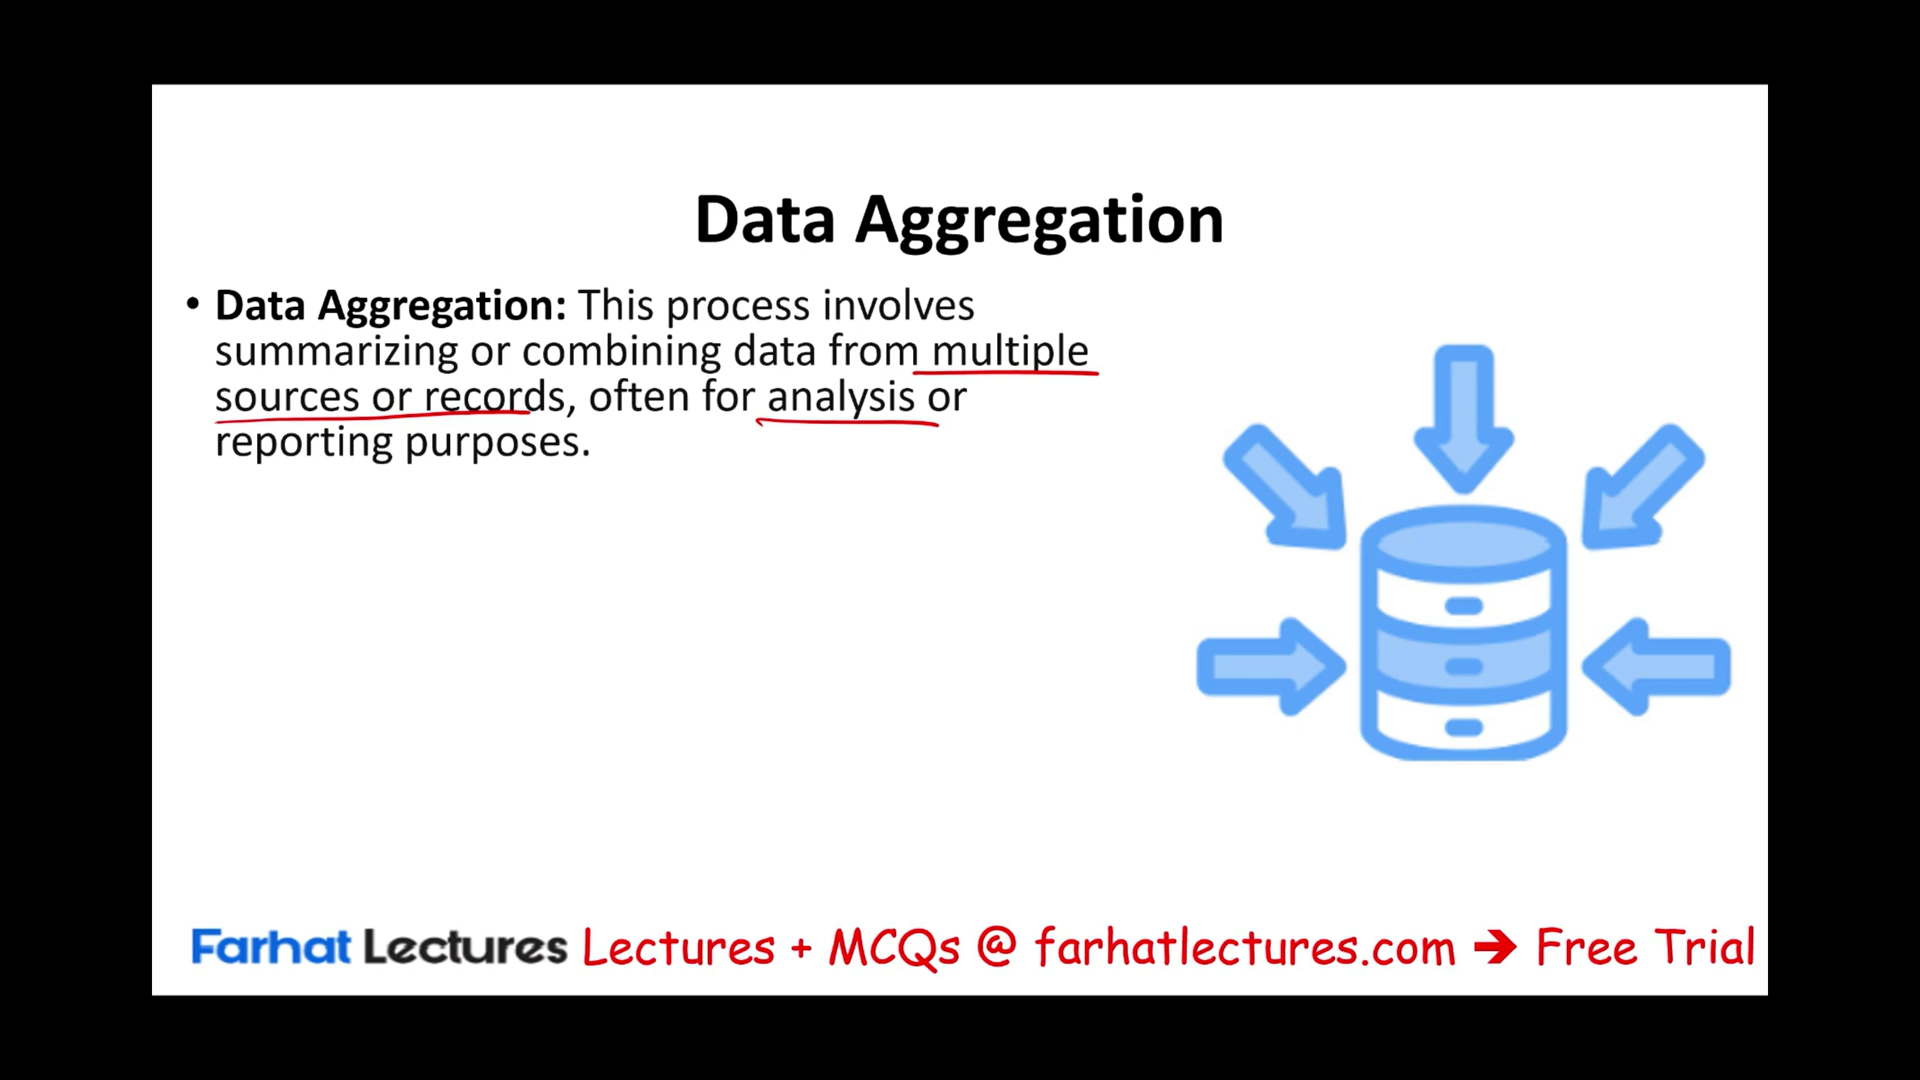 Data Aggregation
• Data Aggregation: This process involves
summarizing or combining data from multiple
sources or records, often for analysis or
reporting purposes.
Farhat Lectures Lectures + MCQs @ farhatlectures.com ➔ Free Trial